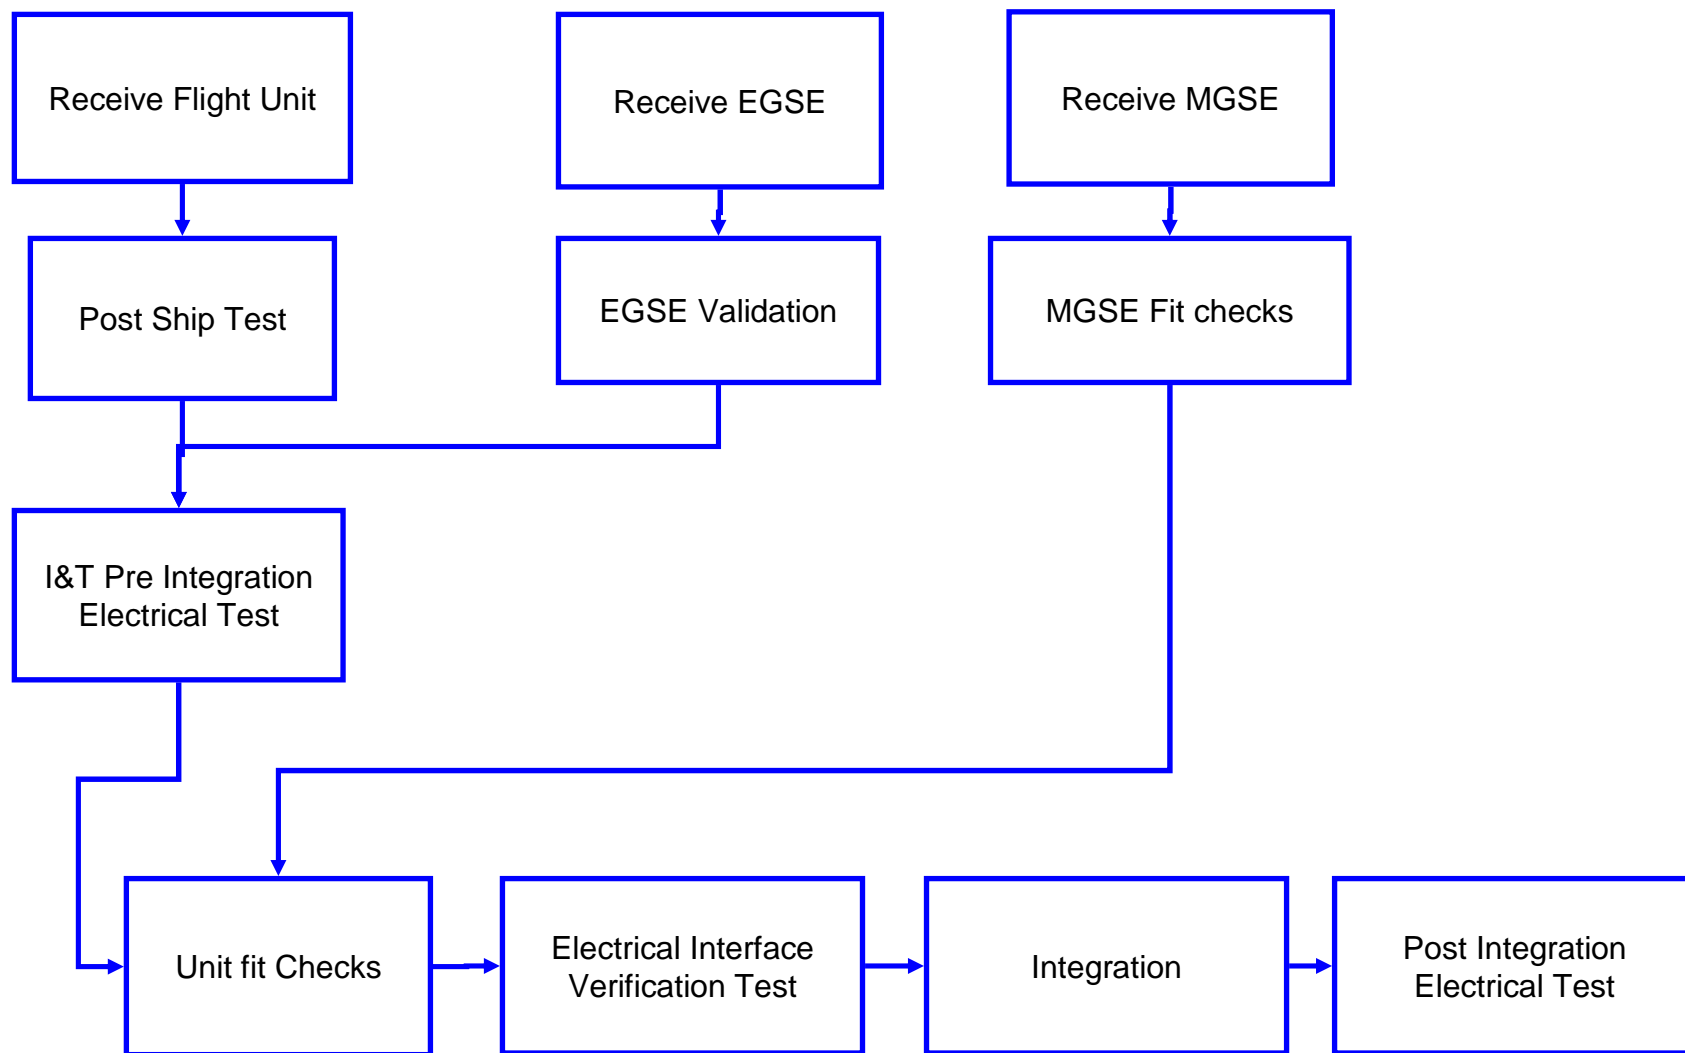 Receive Flight Unit
Receive EGSE
Receive MGSE
Post Ship Test
EGSE Validation
MGSE Fit checks
I&T Pre Integration
Electrical Test
Unit fit Checks
Electrical Interface
Verification Test
Integration
Post Integration
Electrical Test